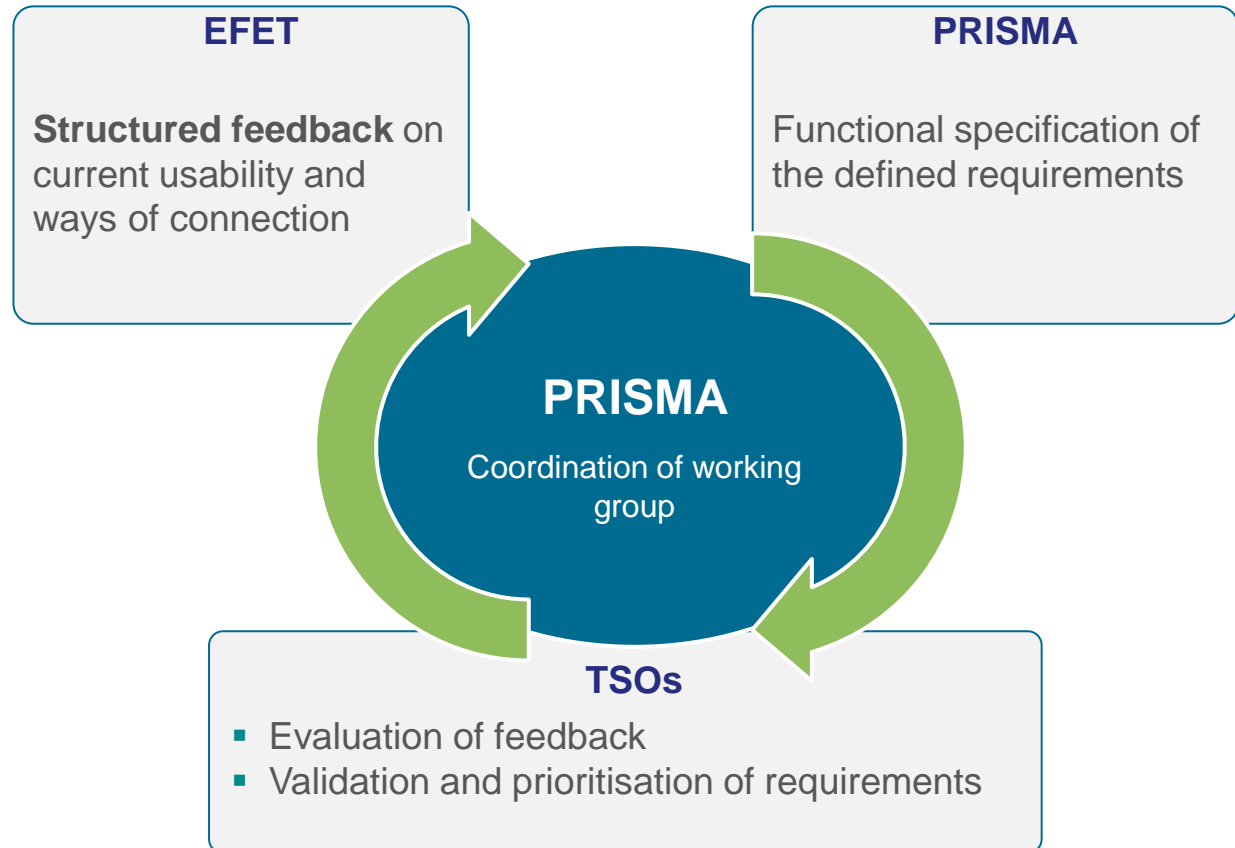 EFET
Structured feedback on
current usability and
ways of connection
PRISMA
Functional specification of
the defined requirements
PRISMA
Coordination of working
group
TSOs
▪ Evaluation of feedback
▪ Validation and prioritisation of requirements